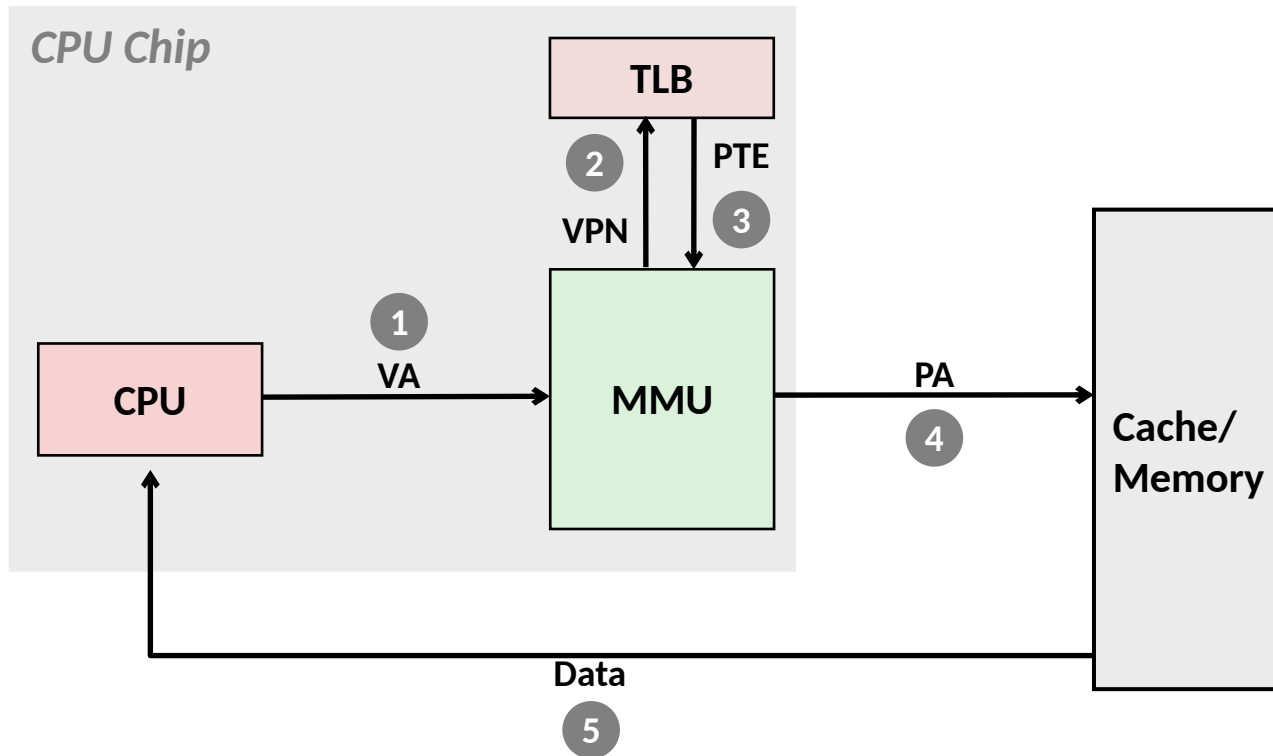 CPU Chip
TLB
2
PTE
3
VPN
1
VA
CPU
MMU
PA
4
Cache/
Memory
Data
5